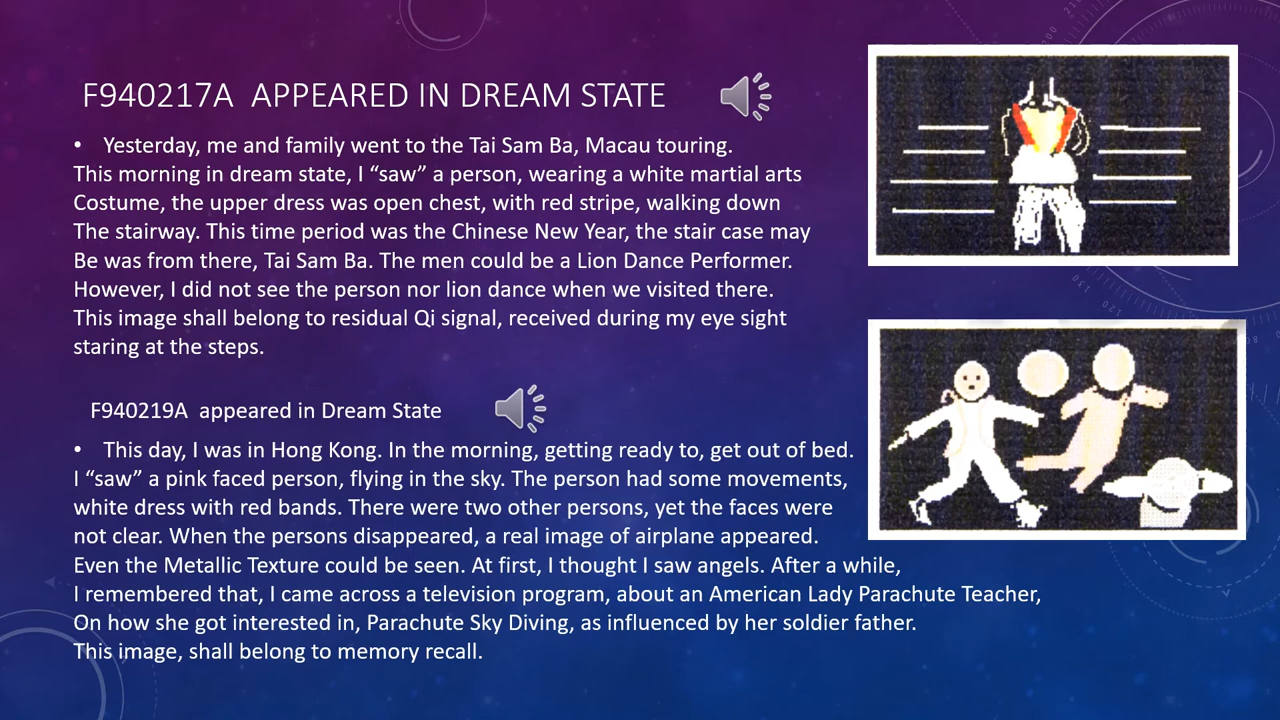 F940217A  APPEARED IN DREAM STATE
• Yesterday, me and family went to the Tai Sam Ba, Macau touring.
This morning in dream state, I “saw” a person, wearing a white martial arts
Costume, the upper dress was open chest, with red stripe, walking down
The stairway. This time period was the Chinese New Year, the stair case may
Be was from there, Tai Sam Ba. The men could be a Lion Dance Performer.
However, I did not see the person nor lion dance when we visited there.
This image shall belong to residual Qi signal, received during my eye sight
staring at the steps.
F940219A  appeared in Dream State
• This day, I was in Hong Kong. In the morning, getting ready to, get out of bed.
I “saw” a pink faced person, flying in the sky. The person had some movements,
white dress with red bands. There were two other persons, yet the faces were
not clear. When the persons disappeared, a real image of airplane appeared.
Even the Metallic Texture could be seen. At first, I thought I saw angels. After a while,
I remembered that, I came across a television program, about an American Lady Parachute Teacher,
On how she got interested in, Parachute Sky Diving, as influenced by her soldier father.
This image, shall belong to memory recall.